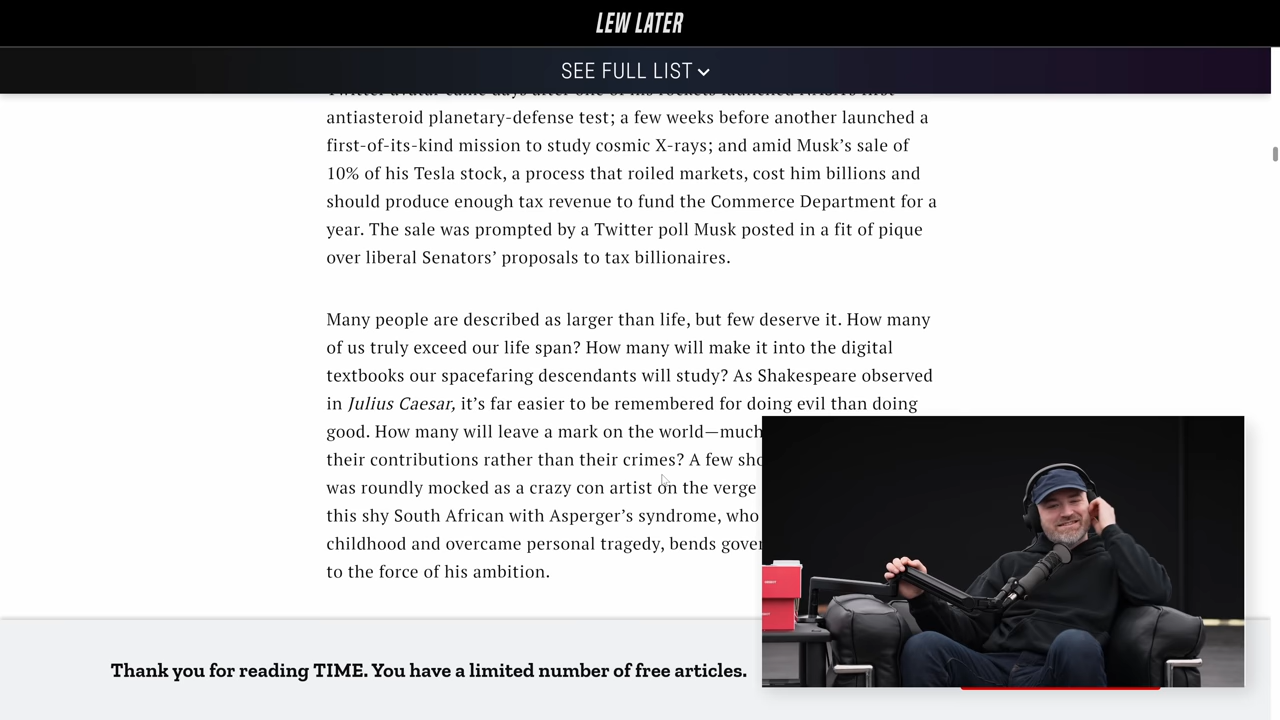 LEW LATER
SEE FULL LIST
antiasteroid planetary-defense test; a few weeks before another launched a
first-of-its-kind mission to study cosmic X-rays; and amid Musk’s sale of
10% of his Tesla stock, a process that roiled markets, cost him billions and
should produce enough tax revenue to fund the Commerce Department for a
year. The sale was prompted by a Twitter poll Musk posted in a fit of pique
over liberal Senators’ proposals to tax billionaires.
Many people are described as larger than life, but few deserve it. How many
of us truly exceed our life span? How many will make it into the digital
textbooks our spacefaring descendants will study? As Shakespeare observed
in Julius Caesar, it’s far easier to be remembered for doing evil than doing
good. How many will leave a mark on the world—much
their contributions rather than their crimes? A few sho
was roundly mocked as a crazy con artist on the verge
this shy South African with Asperger’s syndrome, who
childhood and overcame personal tragedy, bends gover
to the force of his ambition.
Thank you for reading TIME. You have a limited number of free articles.